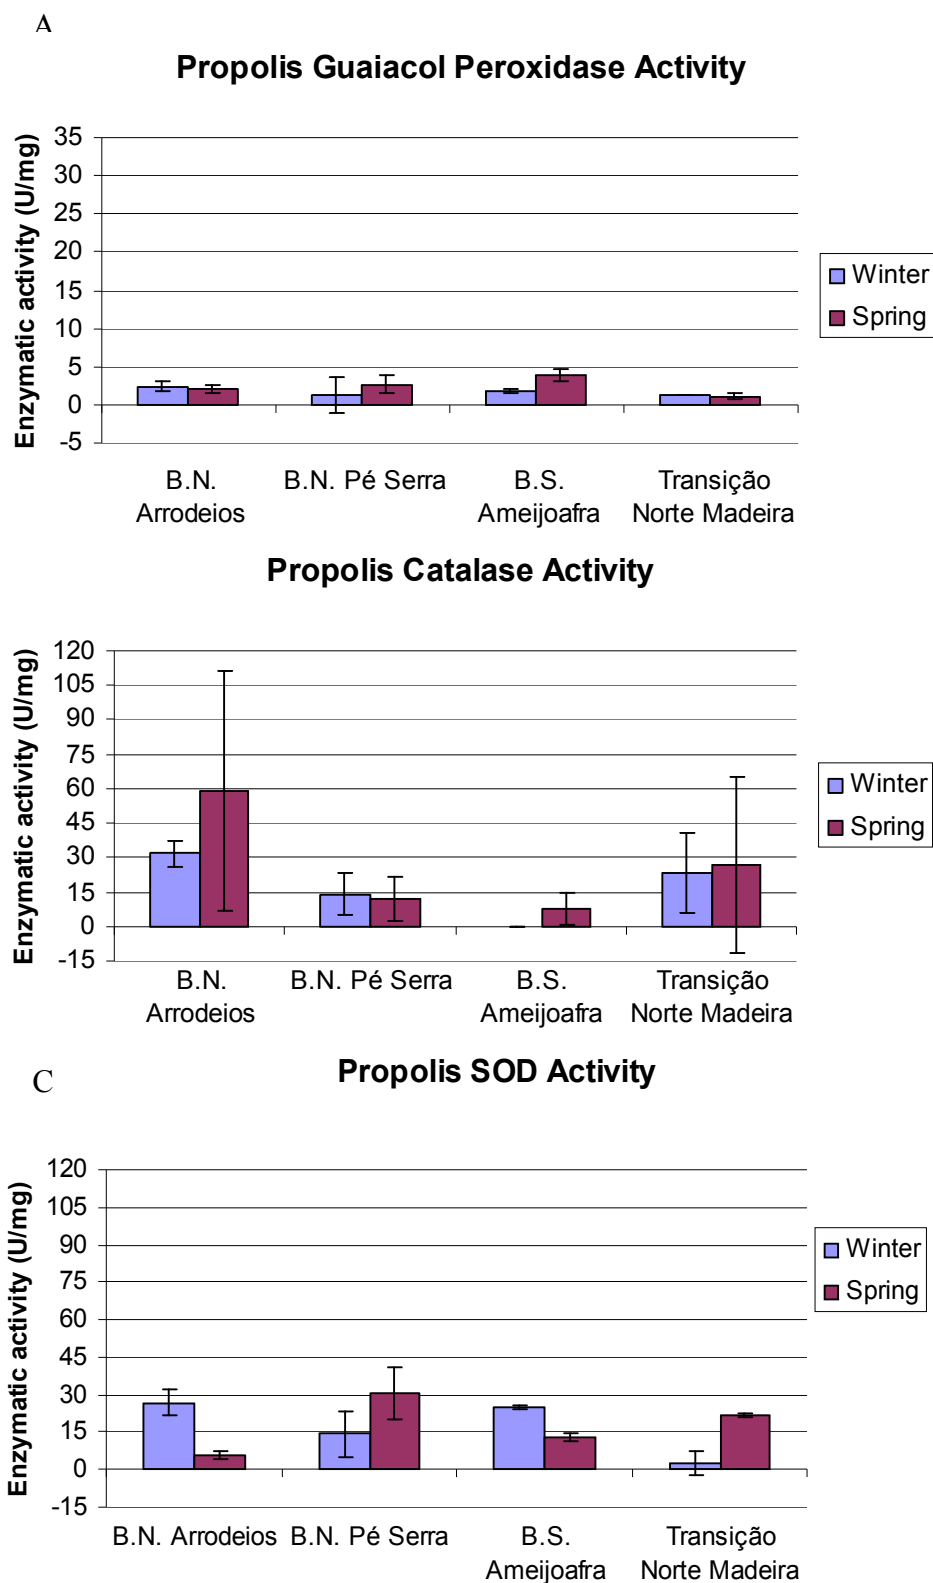 A
Propolis Guaiacol Peroxidase Activity
Enzymatic activity (U/mg)
35
30
25
20
15
10
5
0
-5
B.N. Arrodeios
B.N. Pé Serra
B.S. Ameijoafra
Transição Norte Madeira
Winter
Spring
Propolis Catalase Activity
Enzymatic activity (U/mg)
120
105
90
75
60
45
30
15
0
-15
B.N. Arrodeios
B.N. Pé Serra
B.S. Ameijoafra
Transição Norte Madeira
Winter
Spring
C
Propolis SOD Activity
Enzymatic activity (U/mg)
120
105
90
75
60
45
30
15
0
-15
B.N. Arrodeios
B.N. Pé Serra
B.S. Ameijoafra
Transição Norte Madeira
Winter
Spring